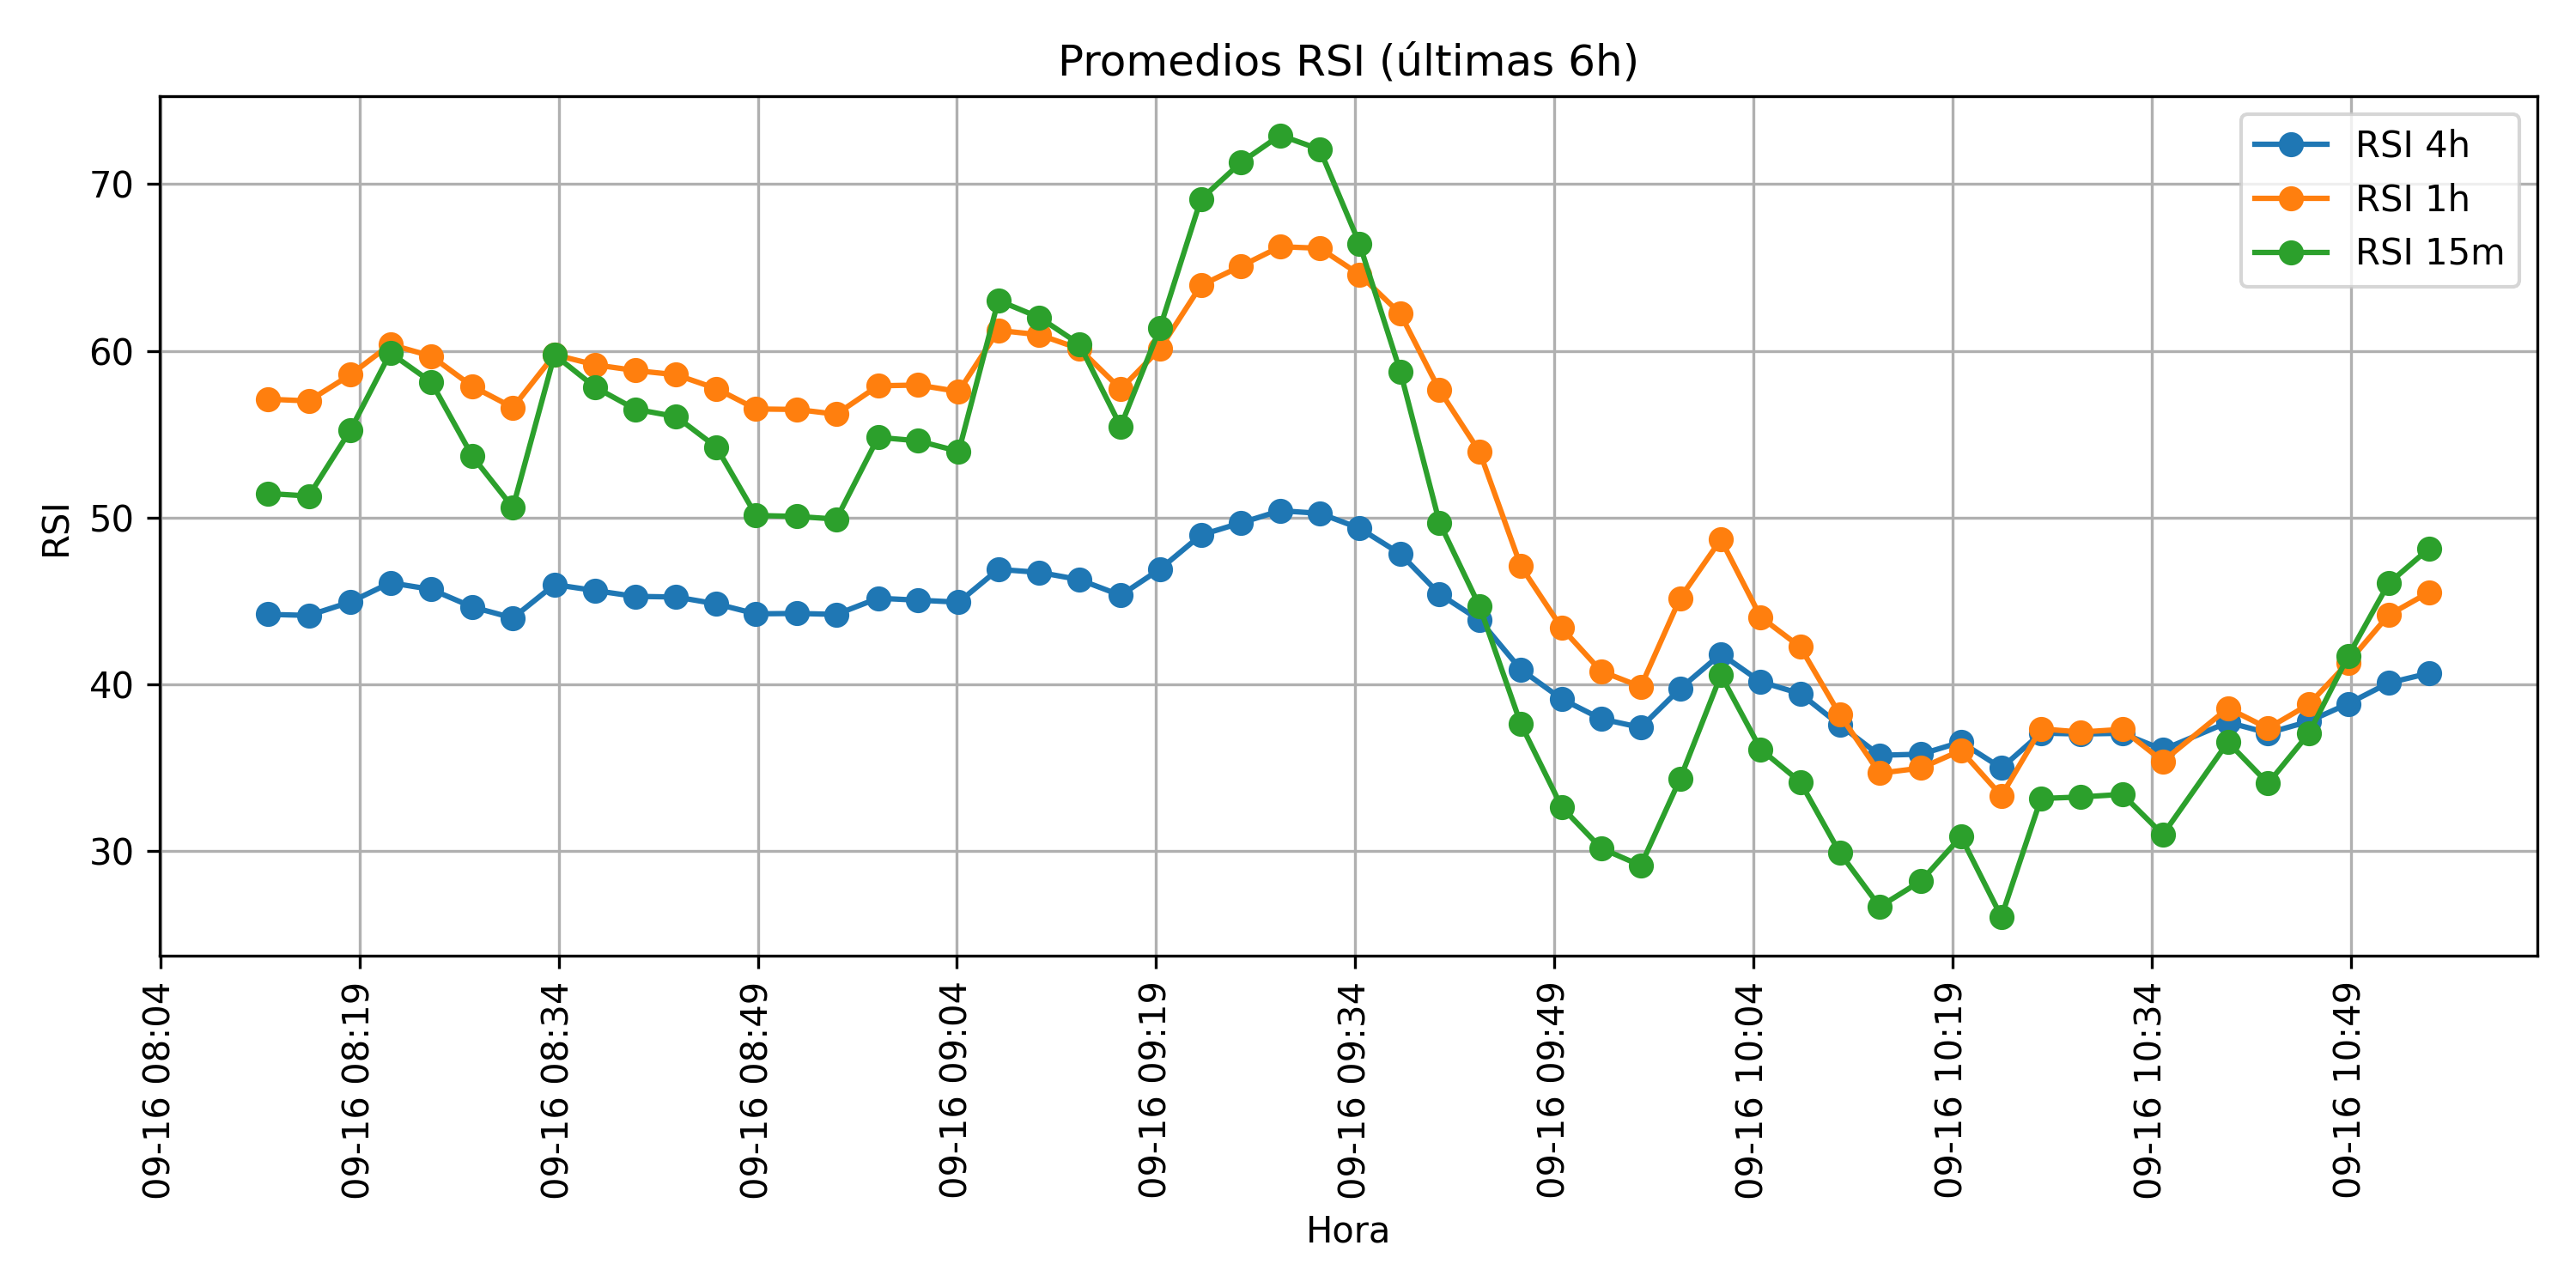 Promedios RSI (últimas 6h)
RSI 4h
RSI 1h
RSI 15m
RSI
70
60
50
40
30
09-16 08:04
09-16 08:19
09-16 08:34
09-16 08:49
09-16 09:04
09-16 09:19
09-16 09:34
09-16 09:49
09-16 10:04
09-16 10:19
09-16 10:34
09-16 10:49
Hora